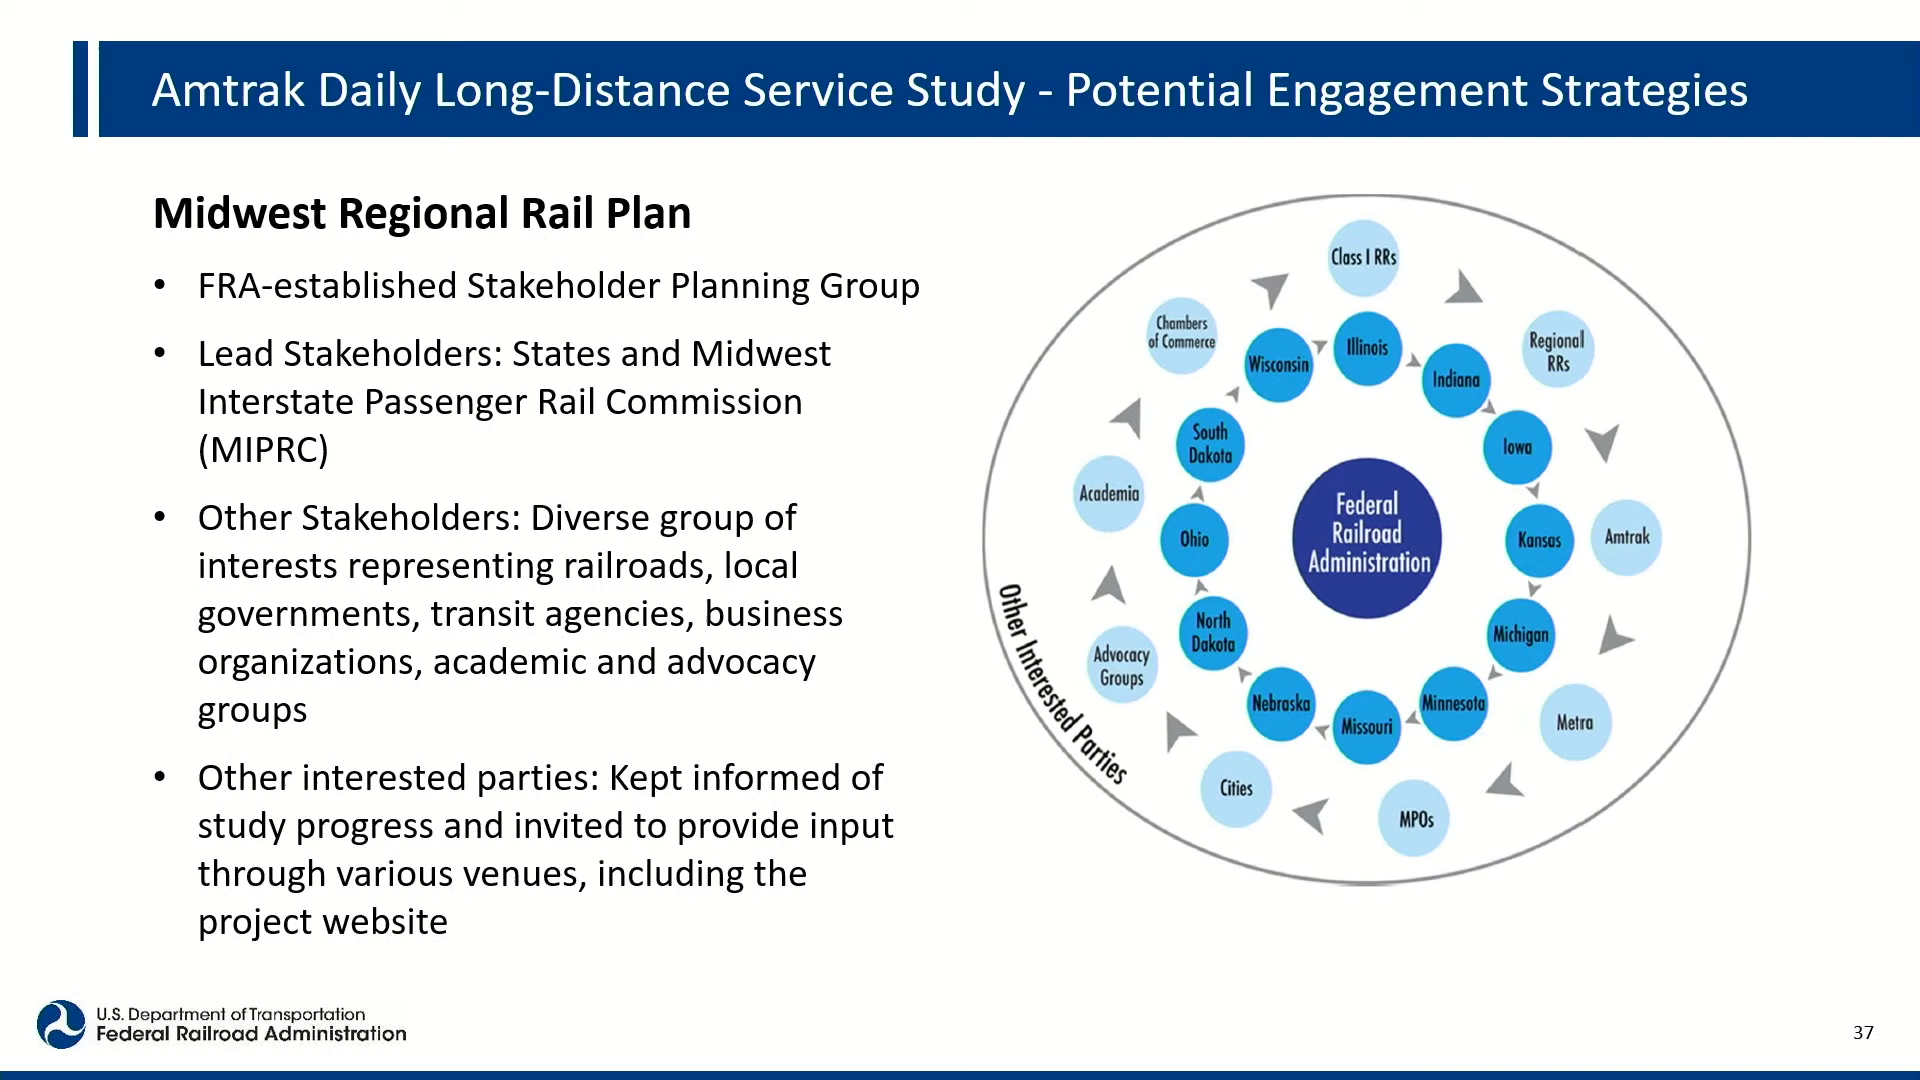 Amtrak Daily Long-Distance Service Study - Potential Engagement Strategies
Midwest Regional Rail Plan
• FRA-established Stakeholder Planning Group
• Lead Stakeholders: States and Midwest
Interstate Passenger Rail Commission
(MIPRC)
• Other Stakeholders: Diverse group of
interests representing railroads, local
governments, transit agencies, business
organizations, academic and advocacy
groups
• Other interested parties: Kept informed of
study progress and invited to provide input
through various venues, including the
project website
Class I RRs
Regional
RRs
Amtrak
Metra
MPOs
Cities
Advocacy
Groups
Academia
Chambers
of Commerce
Illinois
Indiana
Iowa
Kansas
Michigan
Minnesota
Missouri
Nebraska
North
Dakota
Ohio
South
Dakota
Wisconsin
Federal
Railroad
Administration
Other Interested Parties
U.S. Department of Transportation
Federal Railroad Administration
37